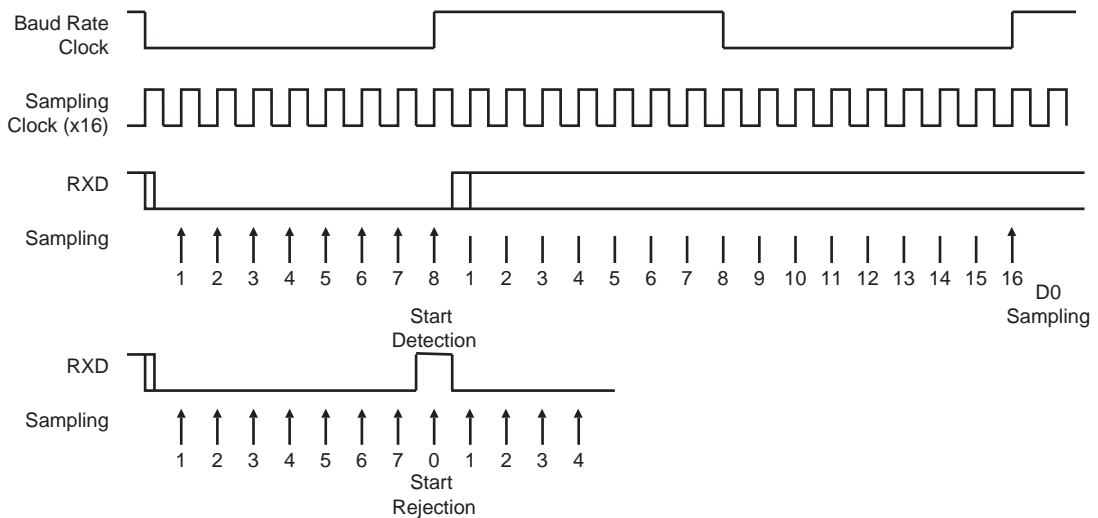 Baud Rate
Clock
Sampling
Clock (x16)
RXD
Sampling
1 2 3 4 5 6 7 8 1 2 3 4 5 6 7 8 9 10 11 12 13 14 15 16
D0
Sampling
Start
Detection
RXD
Sampling
1 2 3 4 5 6 7 0 1 2 3 4
Start
Rejection